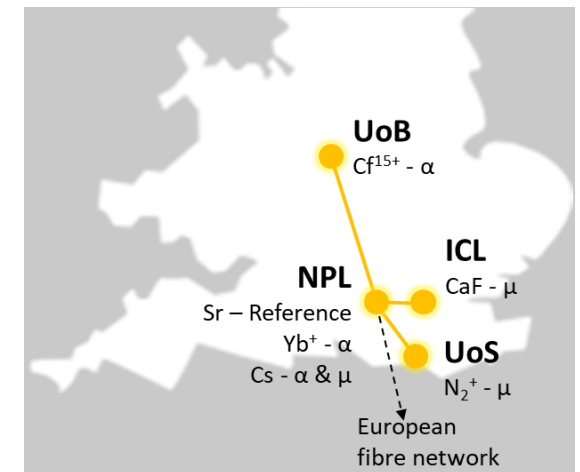 UoB
Cf¹⁵⁺ - α
ICL
CaF - μ
NPL
Sr – Reference
Yb⁺ - α
Cs - α & μ
UoS
N₂⁺ - μ
European
fibre network